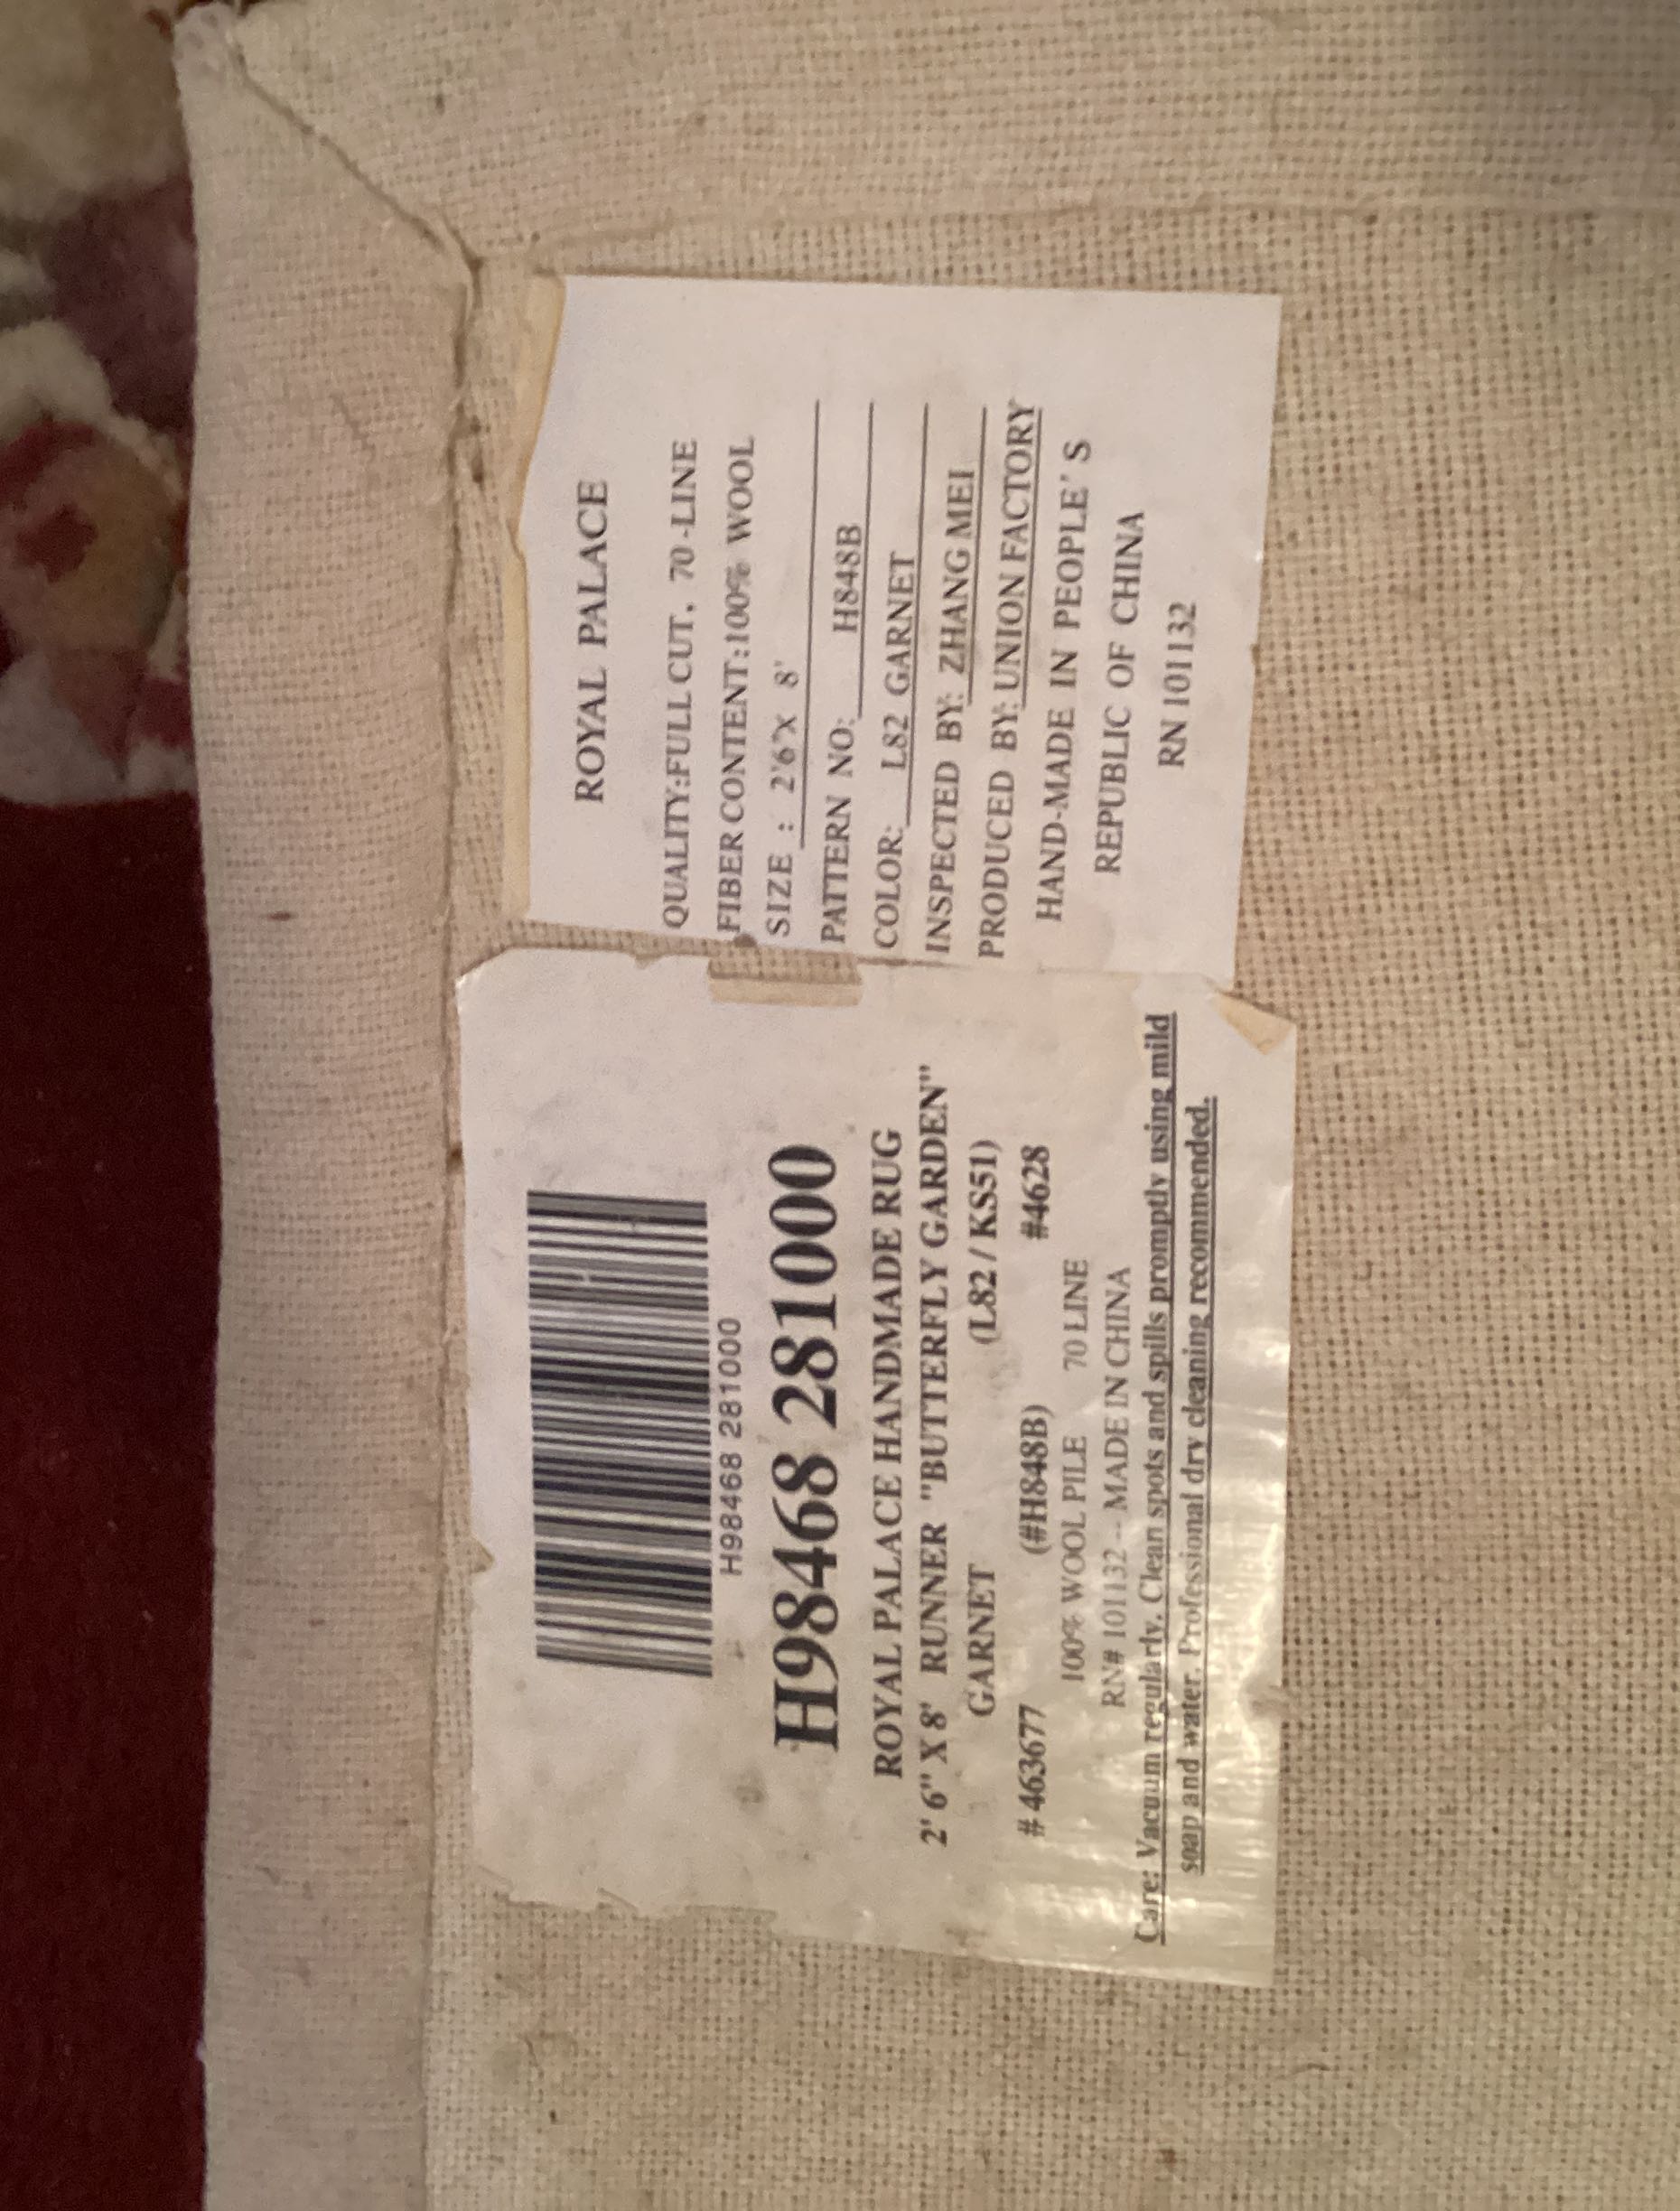 H98468 281000
H98468 281000
ROYAL PALACE HANDMADE RUG
2' 6" X 8' RUNNER "BUTTERFLY GARDEN"
GARNET (L82 / KS51)
# 463677 (#H848B) #4628
100% WOOL PILE 70 LINE
RN# 101132 -- MADE IN CHINA
Care: Vacuum regularly. Clean spots and spills promptly using mild
soap and water. Professional dry cleaning recommended.
ROYAL PALACE
QUALITY:FULL CUT, 70-LINE
FIBER CONTENT:100% WOOL
SIZE : 2'6"X 8'
PATTERN NO: H848B
COLOR: L82 GARNET
INSPECTED BY: ZHANG MEI
PRODUCED BY: UNION FACTORY
HAND-MADE IN PEOPLE'S
REPUBLIC OF CHINA
RN 101132